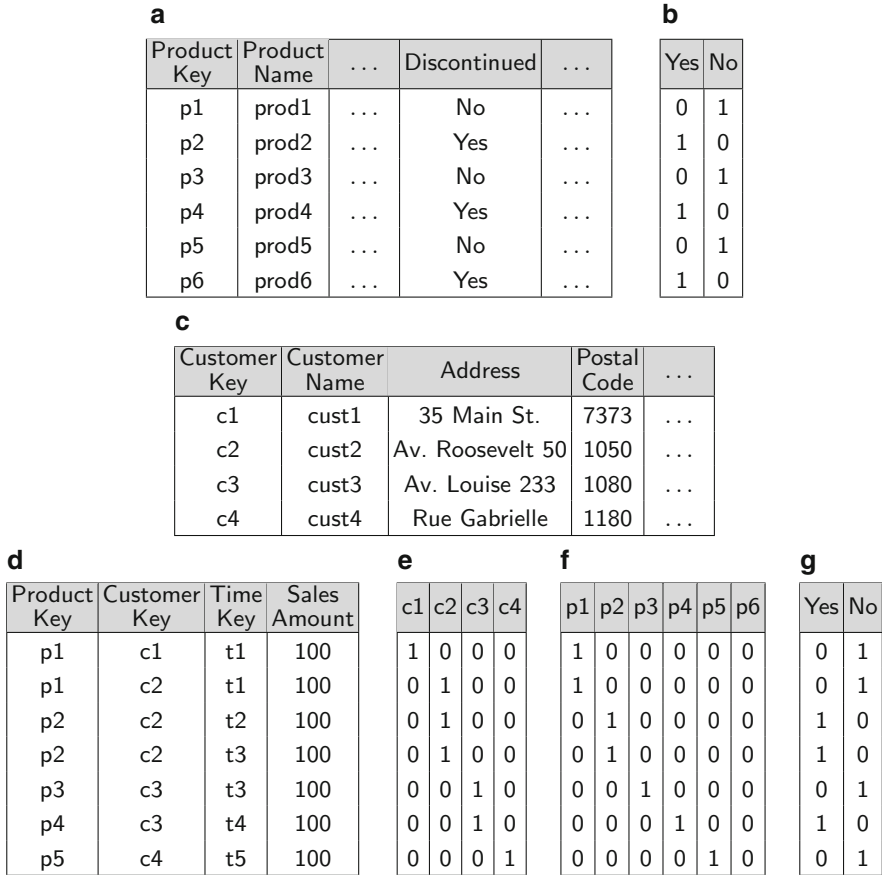 a
Product Key Product Name ... Discontinued ...
p1 prod1 ... No ...
p2 prod2 ... Yes ...
p3 prod3 ... No ...
p4 prod4 ... Yes ...
p5 prod5 ... No ...
p6 prod6 ... Yes ...
b
Yes No
0 1
1 0
0 1
1 0
0 1
1 0
c
Customer Key Customer Name Address Postal Code ...
c1 cust1 35 Main St. 7373 ...
c2 cust2 Av. Roosevelt 50 1050 ...
c3 cust3 Av. Louise 233 1080 ...
c4 cust4 Rue Gabrielle 1180 ...
d
Product Key Customer Key Time Key Sales Amount
p1 c1 t1 100
p1 c2 t1 100
p2 c2 t2 100
p2 c2 t3 100
p3 c3 t3 100
p4 c3 t4 100
p5 c4 t5 100
e
c1 c2 c3 c4
1 0 0 0
0 1 0 0
0 1 0 0
0 1 0 0
0 0 1 0
0 0 1 0
0 0 0 1
f
p1 p2 p3 p4 p5 p6
1 0 0 0 0 0
1 0 0 0 0 0
0 1 0 0 0 0
0 1 0 0 0 0
0 0 1 0 0 0
0 0 0 1 0 0
0 0 0 0 1 0
g
Yes No
0 1
0 1
1 0
1 0
0 1
1 0
0 1